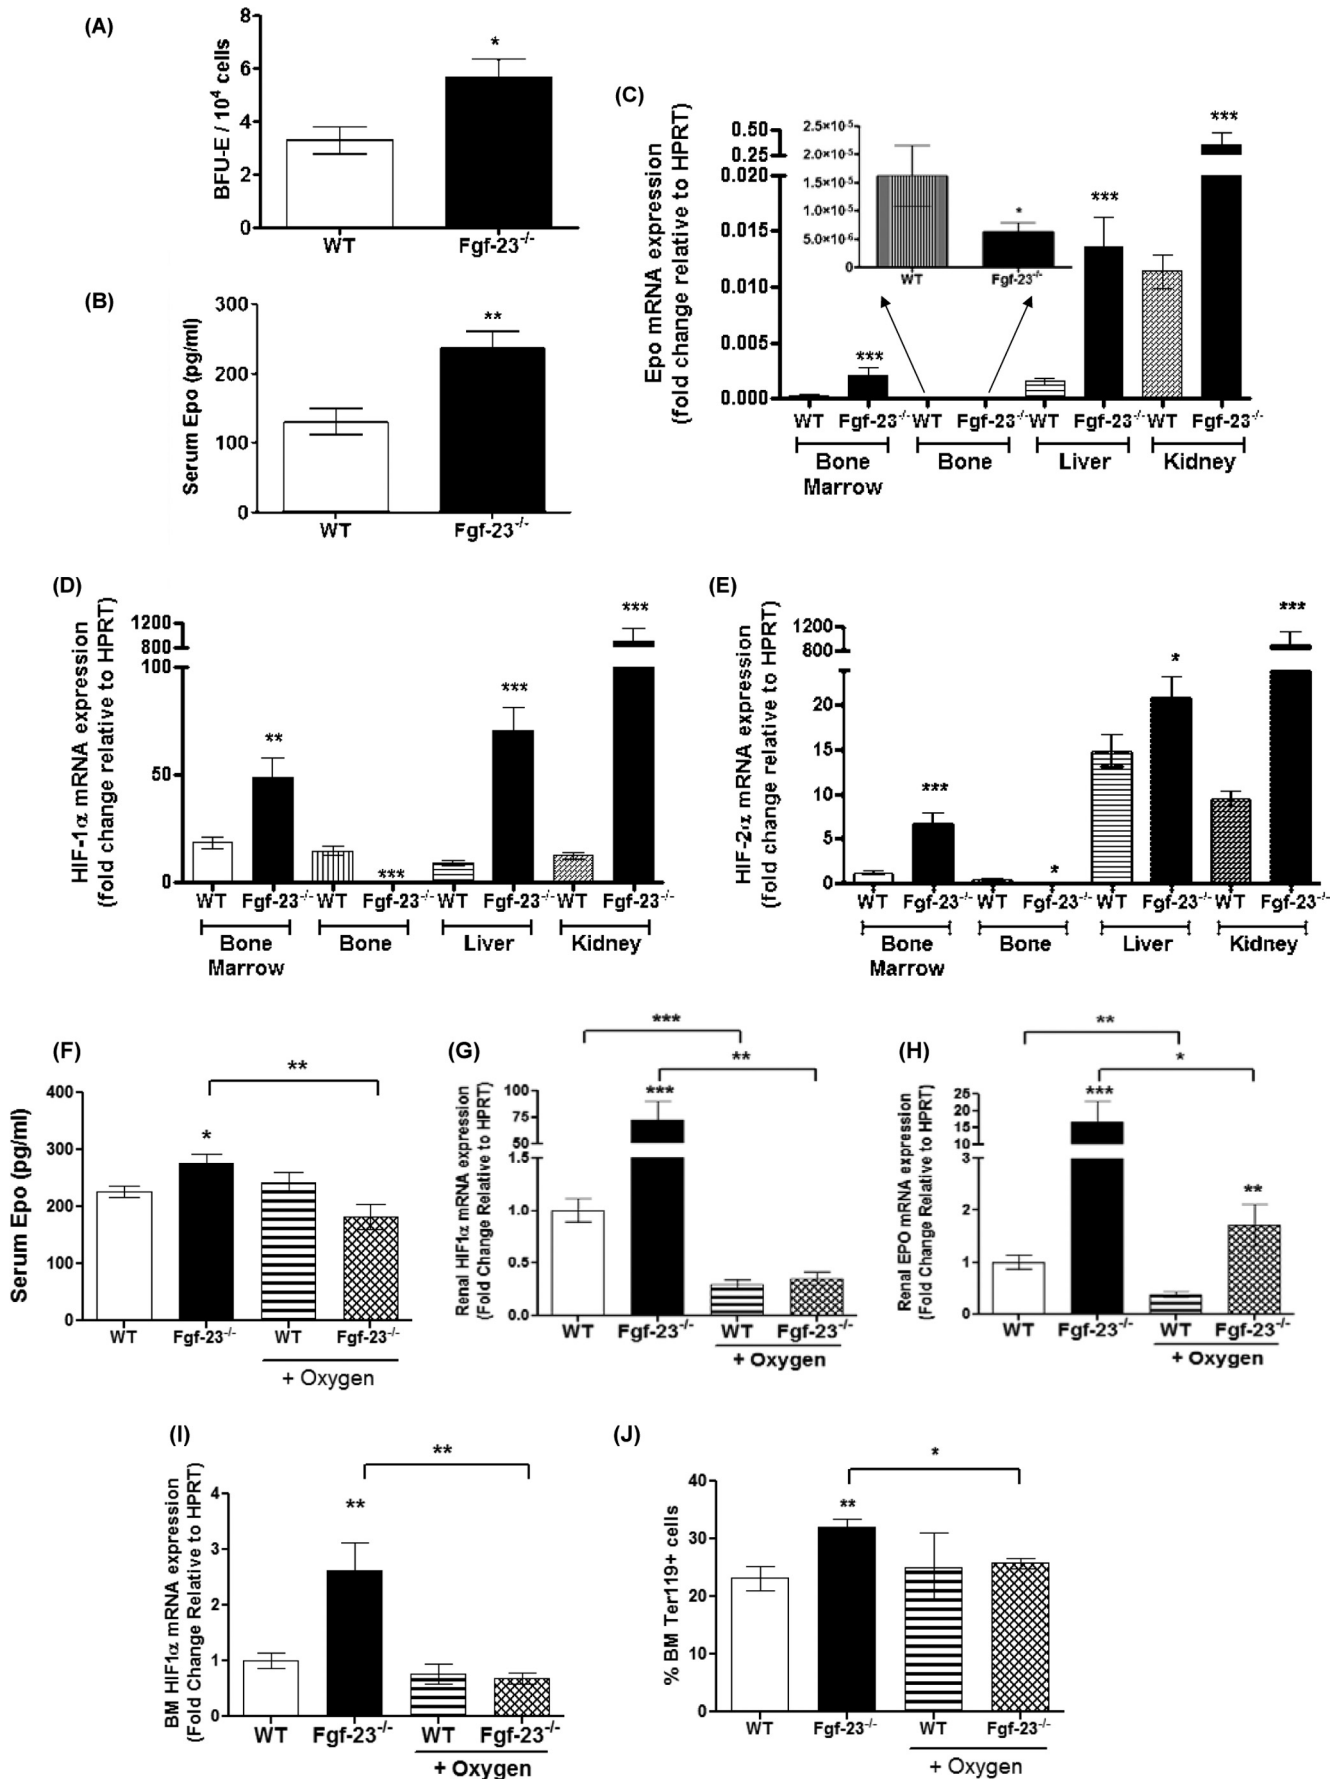 (A)
BFU-E / 10⁴ cells
8
6
4
2
0
*
WT
Fgf-23⁻/⁻
(B)
Serum Epo (pg/ml)
300
200
100
0
**
WT
Fgf-23⁻/⁻
(C)
Epo mRNA expression
(fold change relative to HPRT)
0.50
0.25
0.020
0.015
0.010
0.005
0.000
2.5×10⁻⁵
2.0×10⁻⁵
1.5×10⁻⁵
1.0×10⁻⁵
5.0×10⁻⁶
0
*
WT
Fgf-23⁻/⁻
***
***
***
WT Fgf-23⁻/⁻ WT Fgf-23⁻/⁻ WT Fgf-23⁻/⁻ WT Fgf-23⁻/⁻
Bone Marrow
Bone
Liver
Kidney
(D)
HIF-1α mRNA expression
(fold change relative to HPRT)
1200
800
100
50
0
**
***
***
***
WT Fgf-23⁻/⁻ WT Fgf-23⁻/⁻ WT Fgf-23⁻/⁻ WT Fgf-23⁻/⁻
Bone Marrow
Bone
Liver
Kidney
(E)
HIF-2α mRNA expression
(fold change relative to HPRT)
1200
800
20
15
10
5
0
***
*
*
***
WT Fgf-23⁻/⁻ WT Fgf-23⁻/⁻ WT Fgf-23⁻/⁻ WT Fgf-23⁻/⁻
Bone Marrow
Bone
Liver
Kidney
(F)
Serum Epo (pg/ml)
400
300
200
100
0
*
**
WT Fgf-23⁻/⁻ WT Fgf-23⁻/⁻
+ Oxygen
(G)
Renal HIF1α mRNA expression
(Fold Change Relative to HPRT)
100
75
50
1.5
1.0
0.5
0.0
***
**
***
WT Fgf-23⁻/⁻ WT Fgf-23⁻/⁻
+ Oxygen
(H)
Renal EPO mRNA expression
(Fold Change Relative to HPRT)
25
20
15
10
3
2
1
0
**
*
***
**
WT Fgf-23⁻/⁻ WT Fgf-23⁻/⁻
+ Oxygen
(I)
BM HIF1α mRNA expression
(Fold Change Relative to HPRT)
4
3
2
1
0
**
**
WT Fgf-23⁻/⁻ WT Fgf-23⁻/⁻
+ Oxygen
(J)
% BM Ter119+ cells
40
30
20
10
0
*
**
WT Fgf-23⁻/⁻ WT Fgf-23⁻/⁻
+ Oxygen